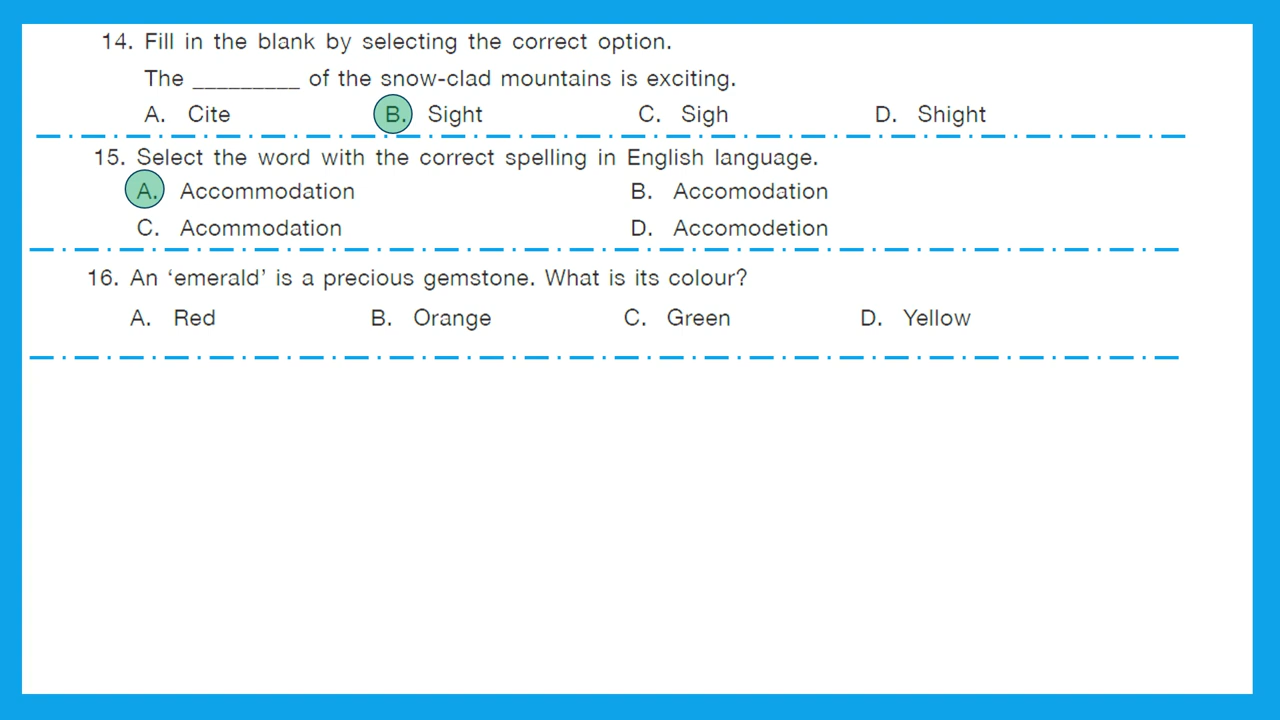 14. Fill in the blank by selecting the correct option.
The _________ of the snow-clad mountains is exciting.
A. Cite B. Sight C. Sigh D. Shight
15. Select the word with the correct spelling in English language.
A. Accommodation B. Accomodation
C. Acommodation D. Accomodetion
16. An ‘emerald’ is a precious gemstone. What is its colour?
A. Red B. Orange C. Green D. Yellow